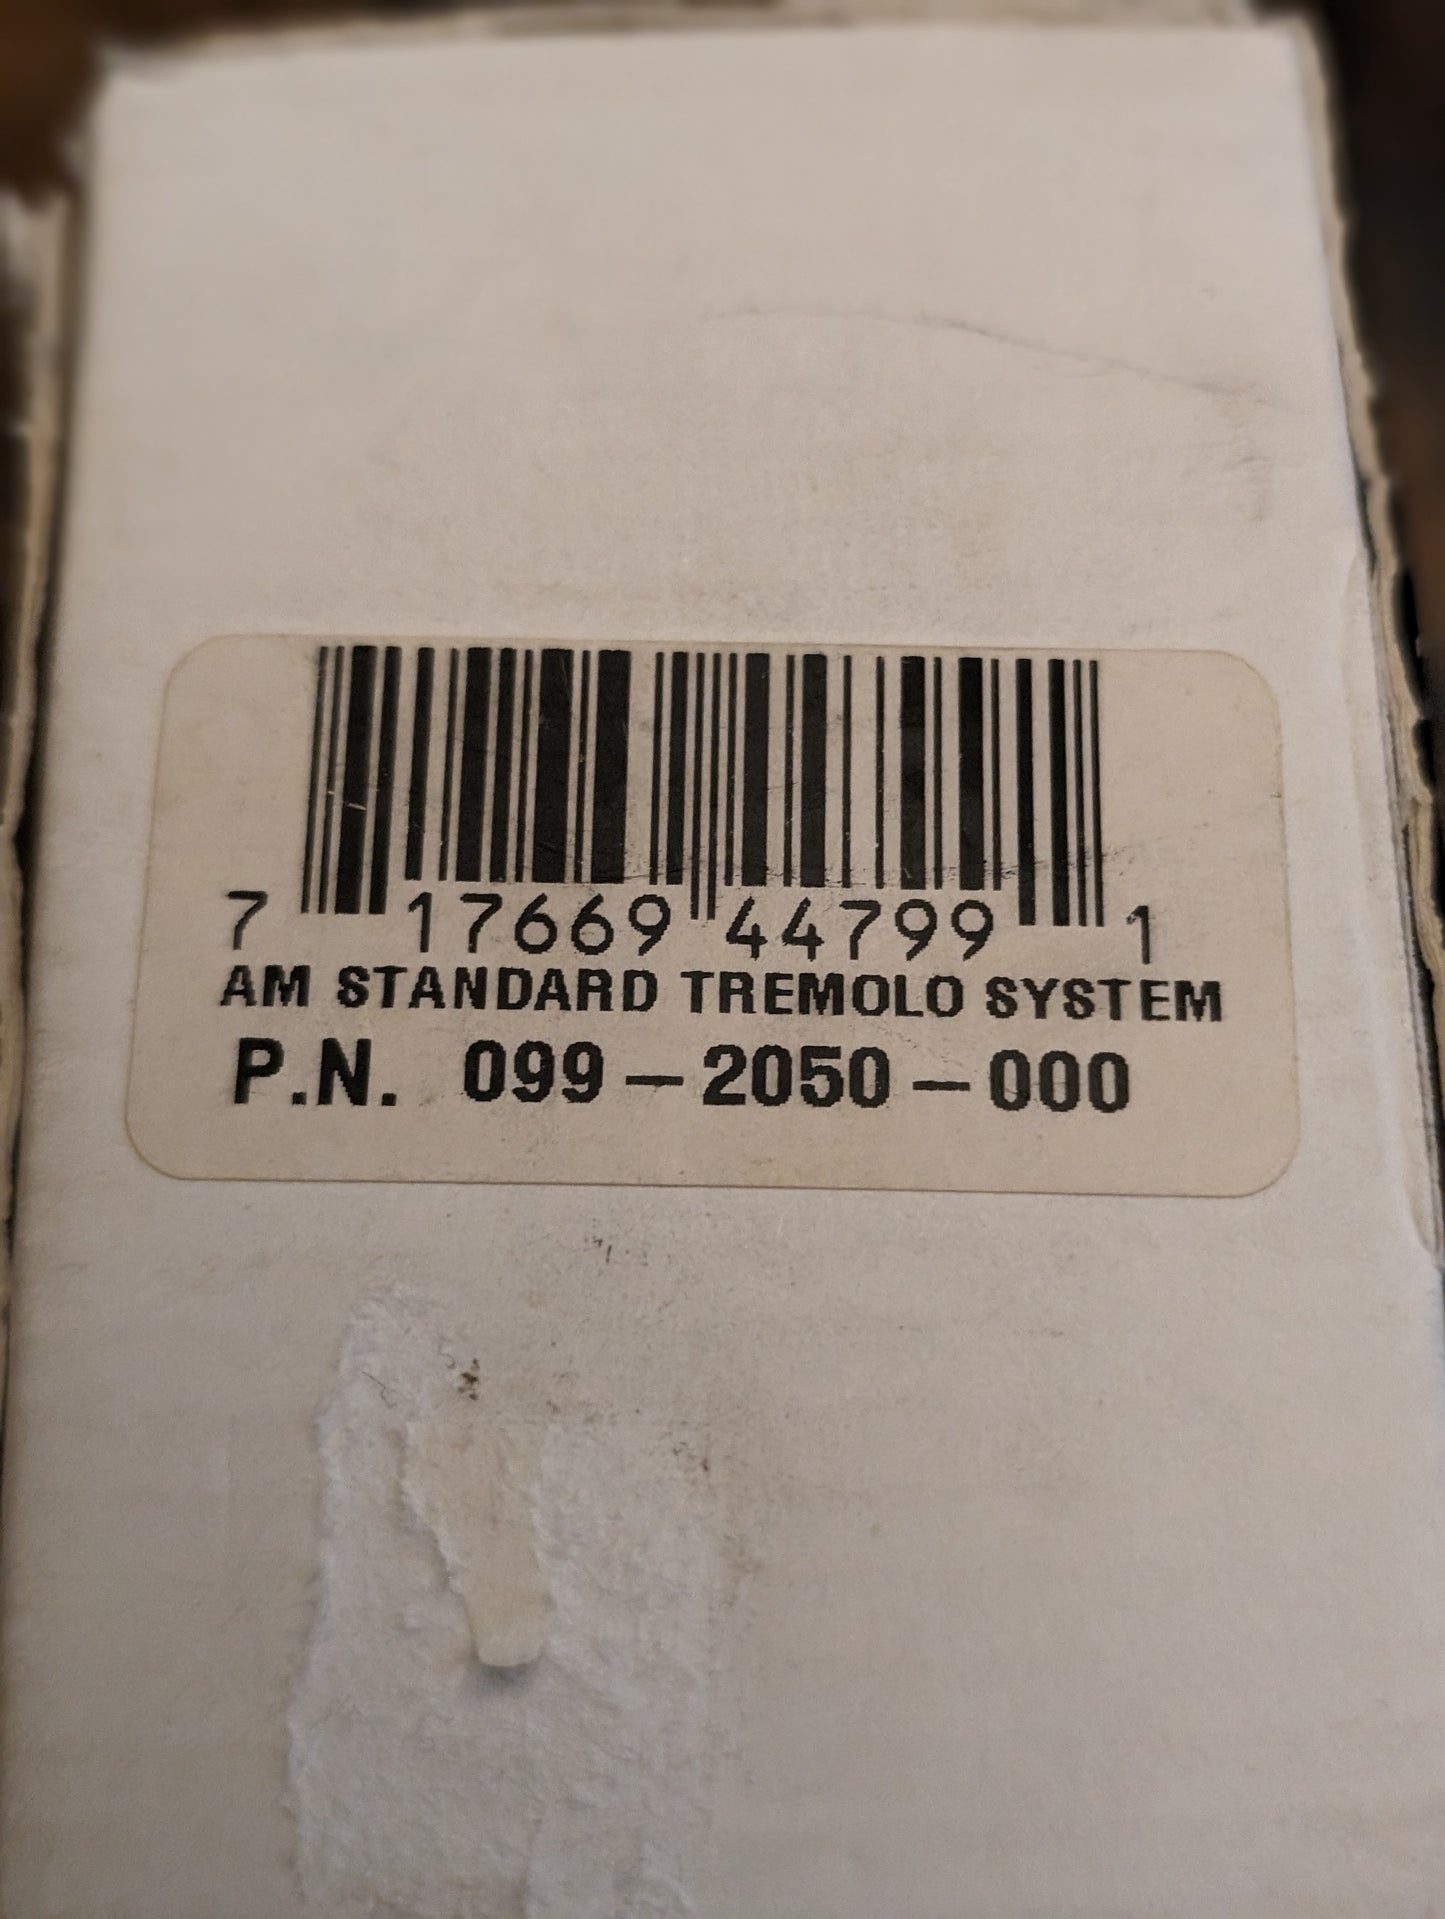 7 17669 44799 1
AM STANDARD TREMOLO SYSTEM
P.N. 099-2050-000